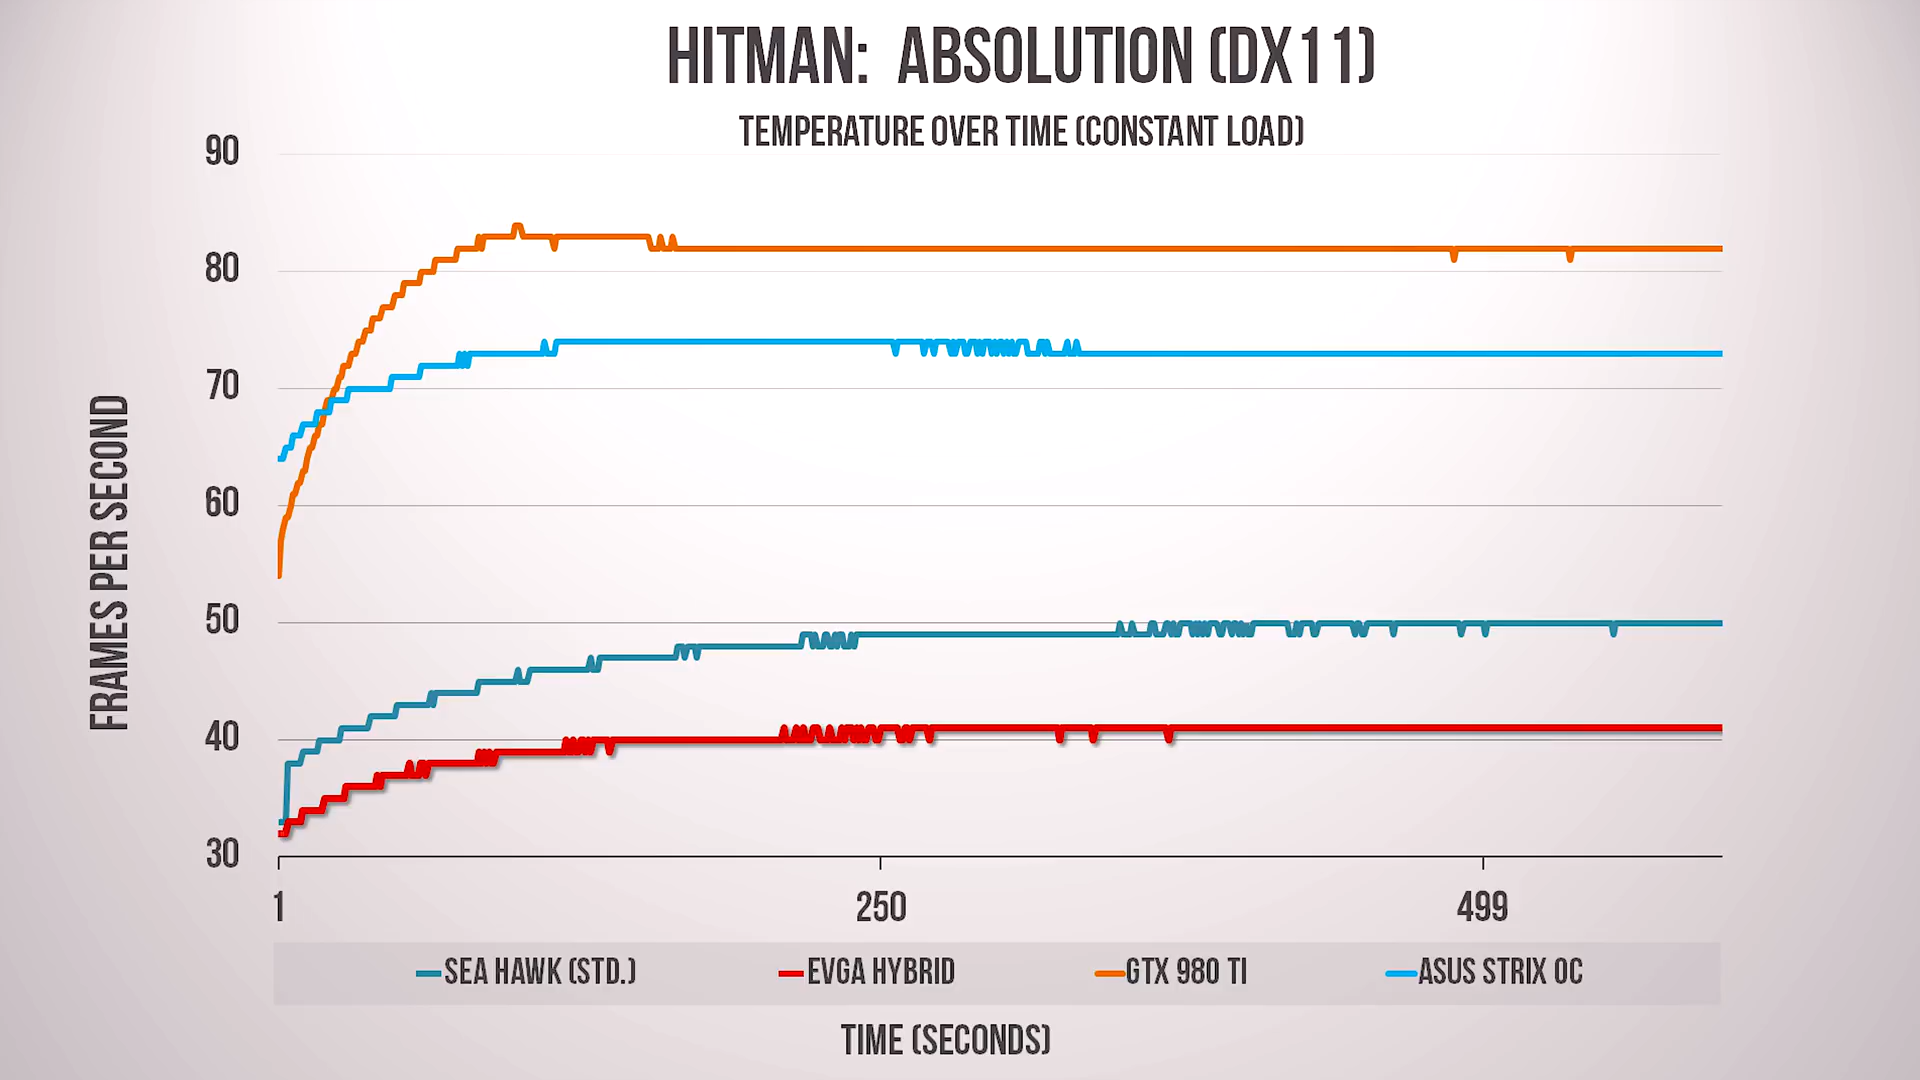 HITMAN: ABSOLUTION (DX11)
TEMPERATURE OVER TIME (CONSTANT LOAD)
FRAMES PER SECOND
90
80
70
60
50
40
30
1 250 499
SEA HAWK (STD.) EVGA HYBRID GTX 980 TI ASUS STRIX OC
TIME (SECONDS)